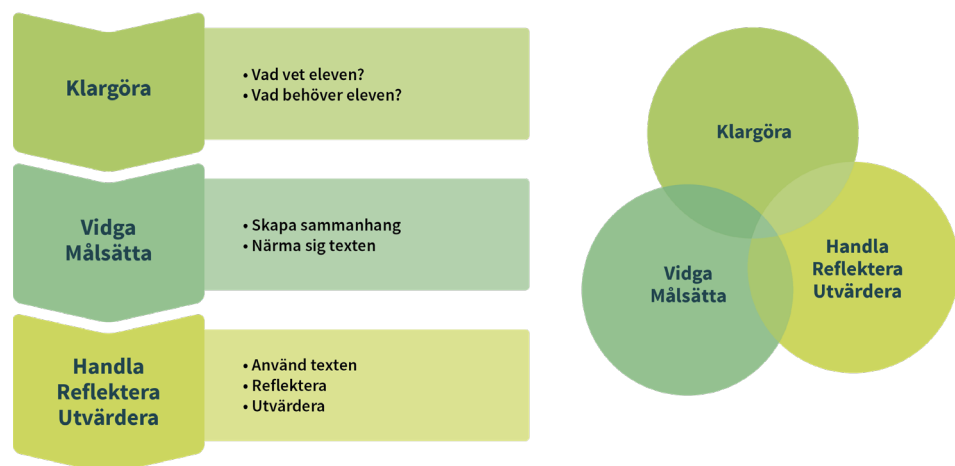 Klargöra
• Vad vet eleven?
• Vad behöver eleven?
Vidga
Målsätta
• Skapa sammanhang
• Närma sig texten
Handla
Reflektera
Utvärdera
• Använd texten
• Reflektera
• Utvärdera
Klargöra
Vidga
Målsätta
Handla
Reflektera
Utvärdera